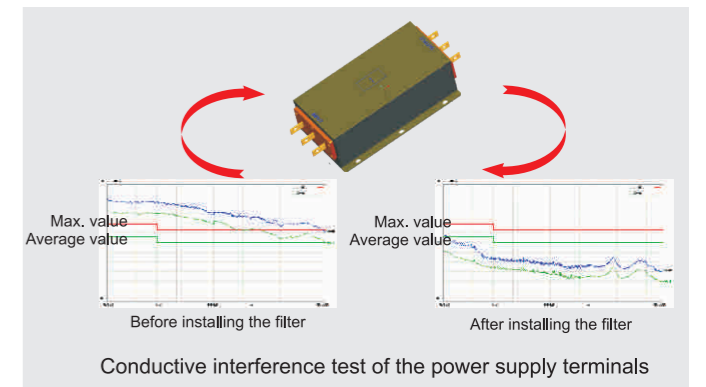 Max. value
Average value
Max. value
Average value
Before installing the filter
After installing the filter
Conductive interference test of the power supply terminals